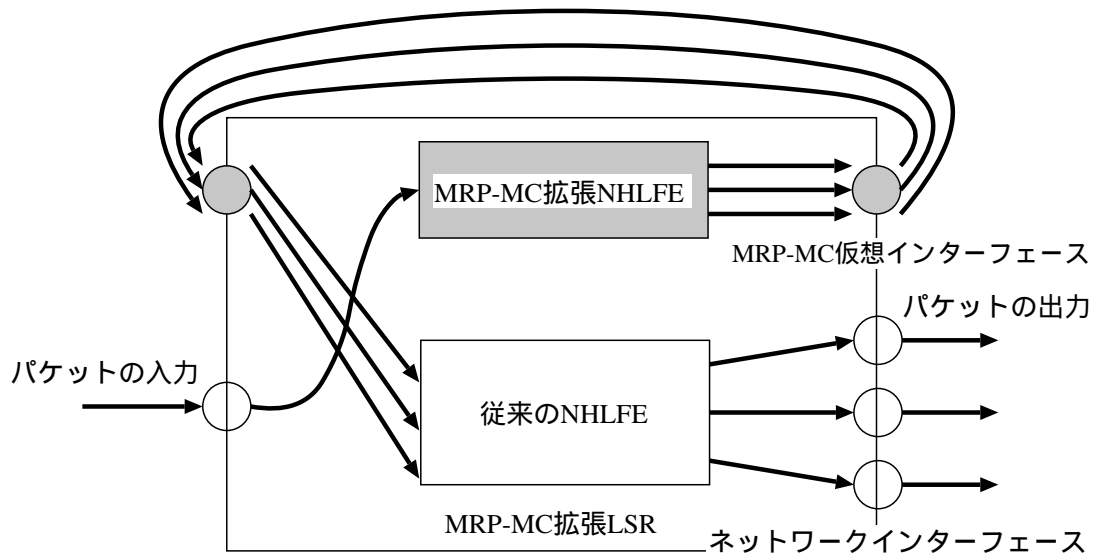 MRP-MC拡張NHLFE
MRP-MC仮想インターフェース
パケットの出力
パケットの入力
従来のNHLFE
MRP-MC拡張LSR
ネットワークインターフェース